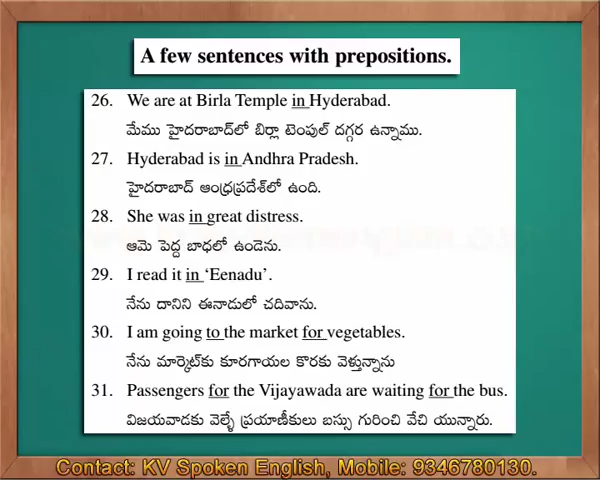 A few sentences with prepositions.
26. We are at Birla Temple in Hyderabad.
మేము హైదరాబాద్‌లో బిర్లా టెంపుల్ దగ్గర ఉన్నాము.
27. Hyderabad is in Andhra Pradesh.
హైదరాబాద్ ఆంధ్రప్రదేశ్‌లో ఉంది.
28. She was in great distress.
ఆమె పెద్ద బాధలో ఉండెను.
29. I read it in ‘Eenadu’.
నేను దానిని ఈనాడులో చదివాను.
30. I am going to the market for vegetables.
నేను మార్కెట్‌కు కూరగాయల కొరకు వెళ్తున్నాను
31. Passengers for the Vijayawada are waiting for the bus.
విజయవాడకు వెళ్ళే ప్రయాణీకులు బస్సు గురించి వేచి యున్నారు.
Contact: KV Spoken English, Mobile: 9346780130.